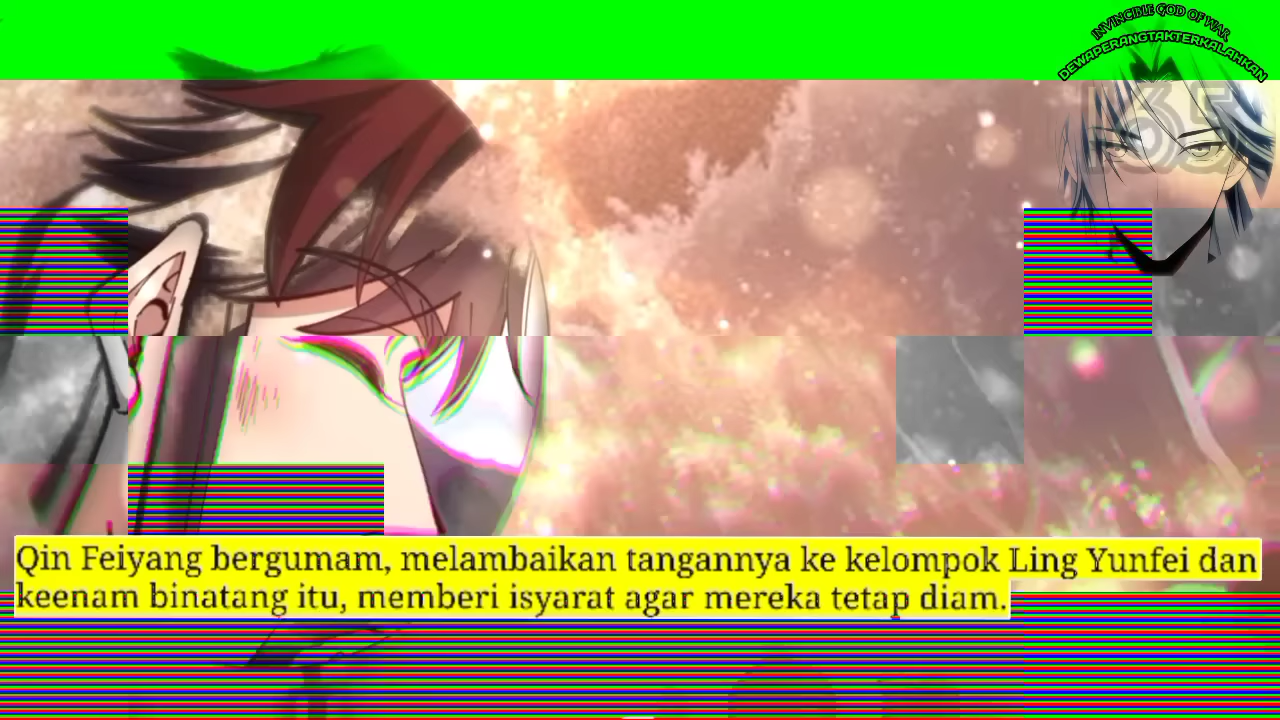 INVINCIBLE GOD OF WAR
DEWAPERANGTAKTERKALAHKAN
165
Qin Feiyang bergumam, melambaikan tangannya ke kelompok Ling Yunfei dan
keenam binatang itu, memberi isyarat agar mereka tetap diam.